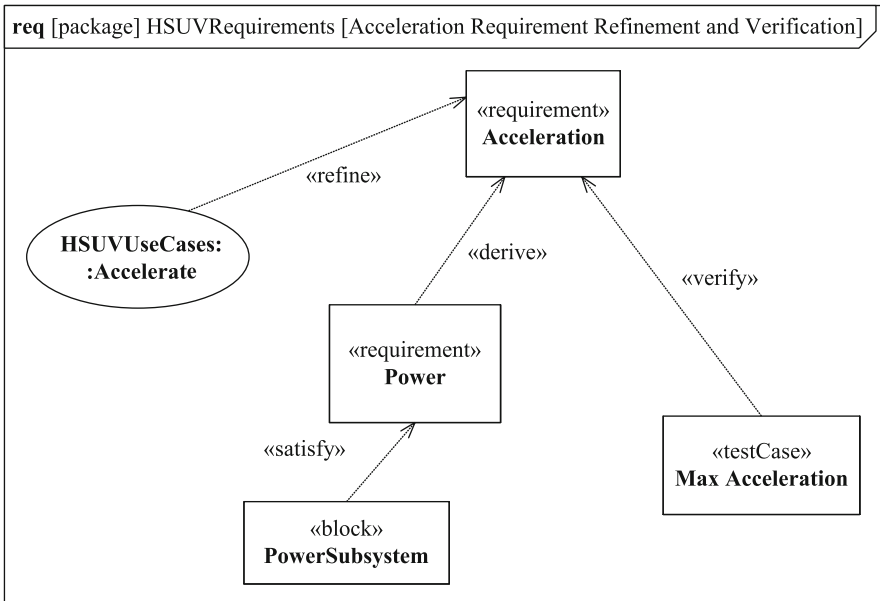 req [package] HSUVRequirements [Acceleration Requirement Refinement and Verification]
«requirement»
Acceleration
«refine»
HSUVUseCases:
:Accelerate
«derive»
«verify»
«requirement»
Power
«satisfy»
«testCase»
Max Acceleration
«block»
PowerSubsystem